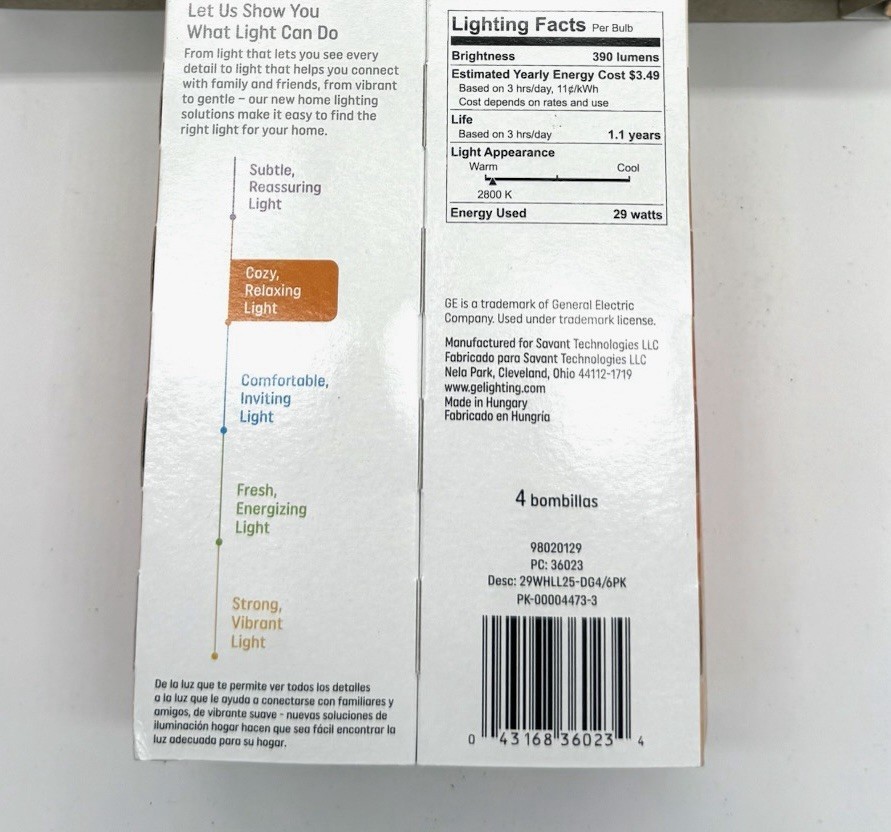 Let Us Show You
What Light Can Do
From light that lets you see every
detail to light that helps you connect
with family and friends, from vibrant
to gentle – our new home lighting
solutions make it easy to find the
right light for your home.
Subtle,
Reassuring
Light
Cozy,
Relaxing
Light
Comfortable,
Inviting
Light
Fresh,
Energizing
Light
Strong,
Vibrant
Light
De la luz que te permite ver todos los detalles
a la luz que le ayuda a conectarse con familiares y
amigos, de vibrante suave - nuevas soluciones de
iluminación hogar hacen que sea fácil encontrar la
luz adecuada para su hogar.
Lighting Facts Per Bulb
Brightness 390 lumens
Estimated Yearly Energy Cost $3.49
Based on 3 hrs/day, 11¢/kWh
Cost depends on rates and use
Life
Based on 3 hrs/day 1.1 years
Light Appearance
Warm Cool
2800 K
Energy Used 29 watts
GE is a trademark of General Electric
Company. Used under trademark license.
Manufactured for Savant Technologies LLC
Fabricado para Savant Technologies LLC
Nela Park, Cleveland, Ohio 44112-1719
www.gelighting.com
Made in Hungary
Fabricado en Hungria
4 bombillas
98020129
PC: 36023
Desc: 29WHLL25-DG4/6PK
PK-00004473-3
0 43168 36023 4